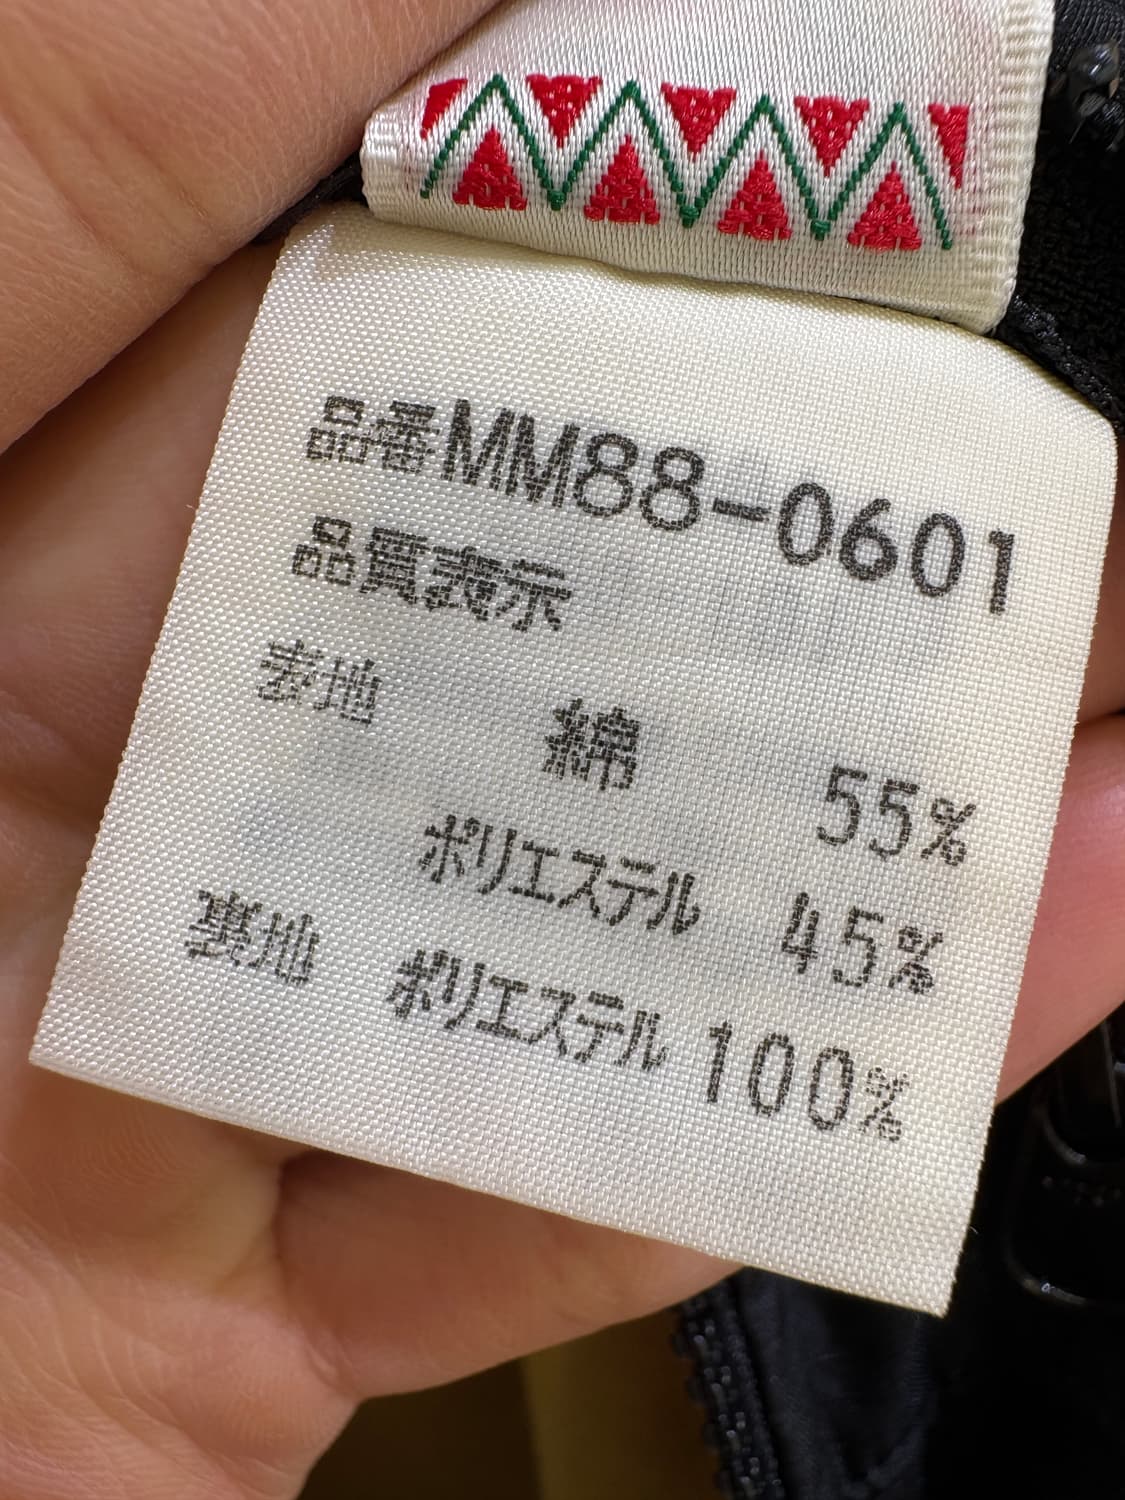 品番MM88-0601
品質表示
表地 綿 55%
ポリエステル 45%
裏地 ポリエステル 100%